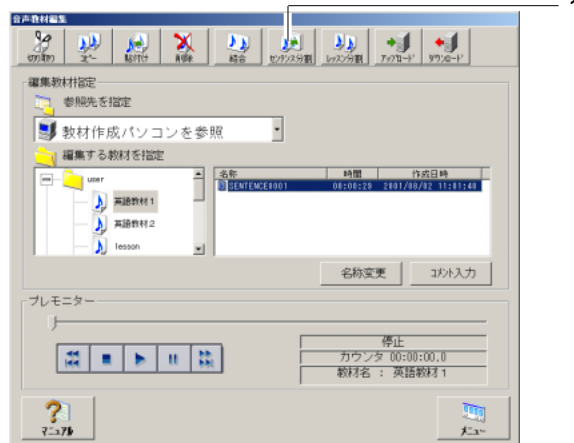 1
音声教材編集
切り取り コピー 貼り付け 削除 結合 センテンス分割 レッスン分割 アップロード ダウンロード
編集教材指定
参照先を指定
教材作成パソコンを参照
編集する教材を指定
user
英語教材1
英語教材2
lesson
名称 時間 作成日時
SENTENCE0001 00:00:29 2001/08/02 11:01:40
名称変更 コメント入力
プレモニター
停止
カウンタ 00:00:00.0
教材名 : 英語教材1
マニュアル メニュー